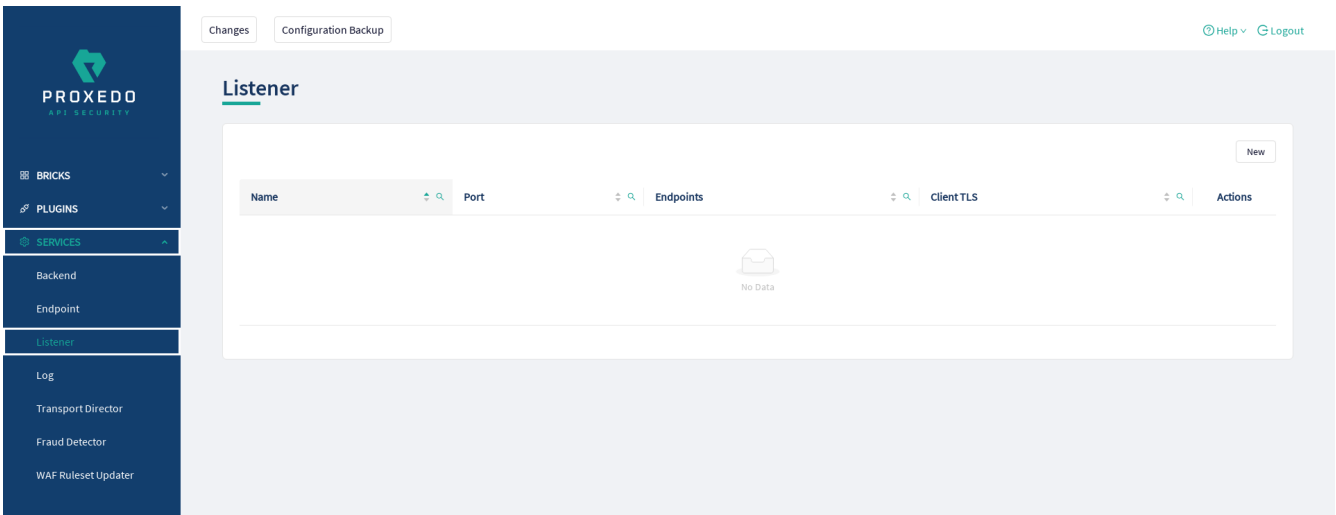 Changes
Configuration Backup
Help
Logout
PROXEDO
API SECURITY
BRICKS
PLUGINS
SERVICES
Backend
Endpoint
Listener
Log
Transport Director
Fraud Detector
WAF Ruleset Updater
Listener
New
Name
Port
Endpoints
Client TLS
Actions
No Data